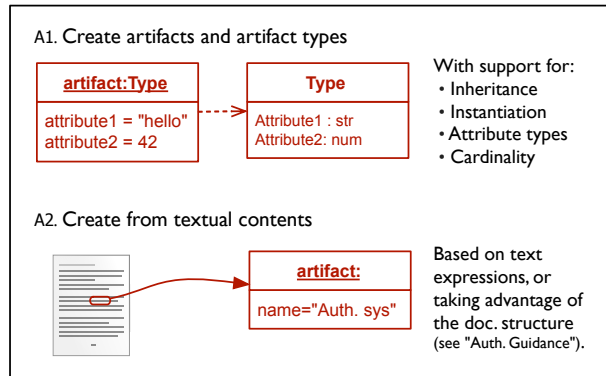 A1. Create artifacts and artifact types
artifact:Type
attribute1 = "hello"
attribute2 = 42
Type
Attribute1 : str
Attribute2: num
With support for:
• Inheritance
• Instantiation
• Attribute types
• Cardinality
A2. Create from textual contents
artifact:
name="Auth. sys"
Based on text
expressions, or
taking advantage of
the doc. structure
(see "Auth. Guidance").